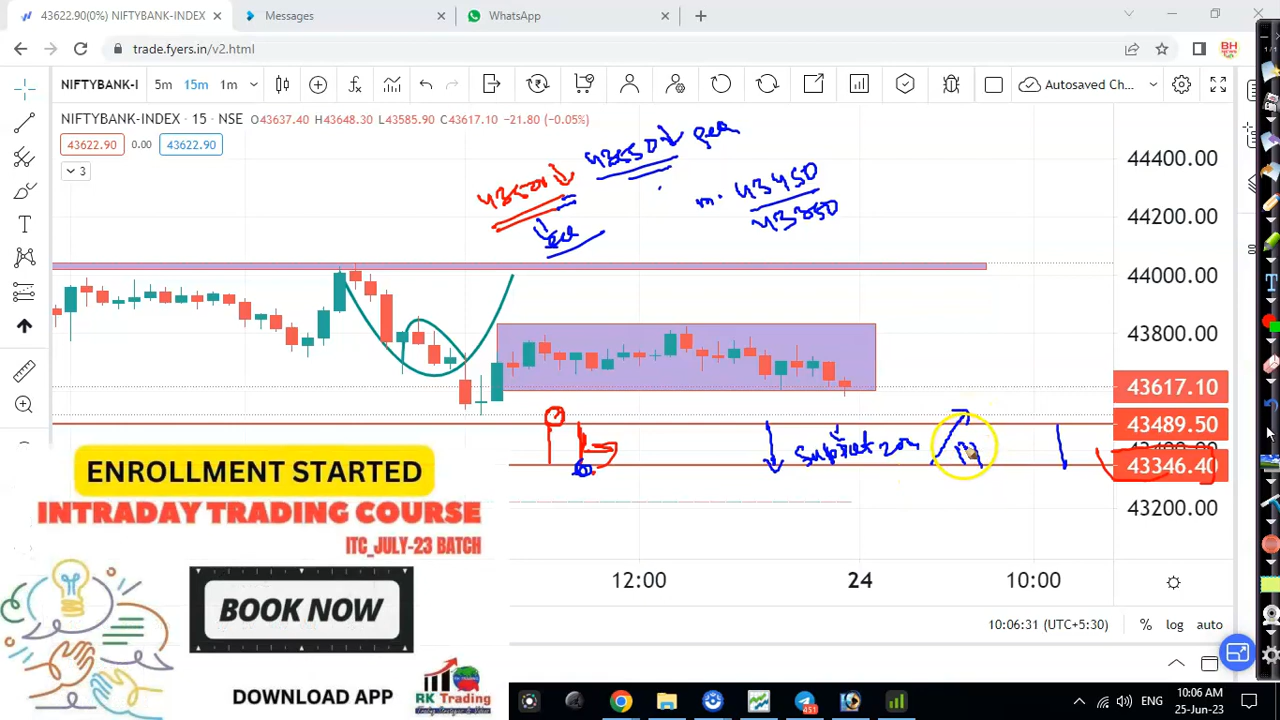 43622.90(0%) NIFTYBANK-INDEX
Messages
WhatsApp
trade.fyers.in/v2.html
NIFTYBANK-I 5m 15m 1m
Autosaved Ch...
NIFTYBANK-INDEX · 15 · NSE O43637.40 H43648.30 L43585.90 C43617.10 -21.80 (-0.05%)
43622.90 0.00 43622.90
3
43450
43350
44400.00
44200.00
44000.00
43800.00
43617.10
43489.50
43346.40
43200.00
12:00 24 10:00
10:06:31 (UTC+5:30) % log auto
ENROLLMENT STARTED
INTRADAY TRADING COURSE
ITC_JULY-23 BATCH
BOOK NOW
DOWNLOAD APP
RK Trading
ENG
10:06 AM
25-Jun-23